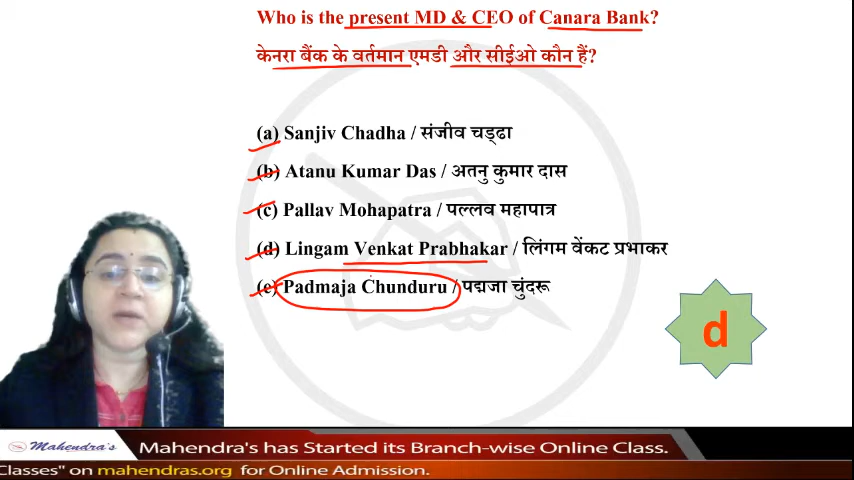 Who is the present MD & CEO of Canara Bank?
केनरा बैंक के वर्तमान एमडी और सीईओ कौन हैं?
(a) Sanjiv Chadha / संजीव चड्ढा
(b) Atanu Kumar Das / अतनु कुमार दास
(c) Pallav Mohapatra / पल्लव महापात्र
(d) Lingam Venkat Prabhakar / लिंगम वेंकट प्रभाकर
(e) Padmaja Chunduru / पद्मजा चुंदरू
d
Mahendra's
Mahendra's has Started its Branch-wise Online Class.
Classes" on mahendras.org for Online Admission.